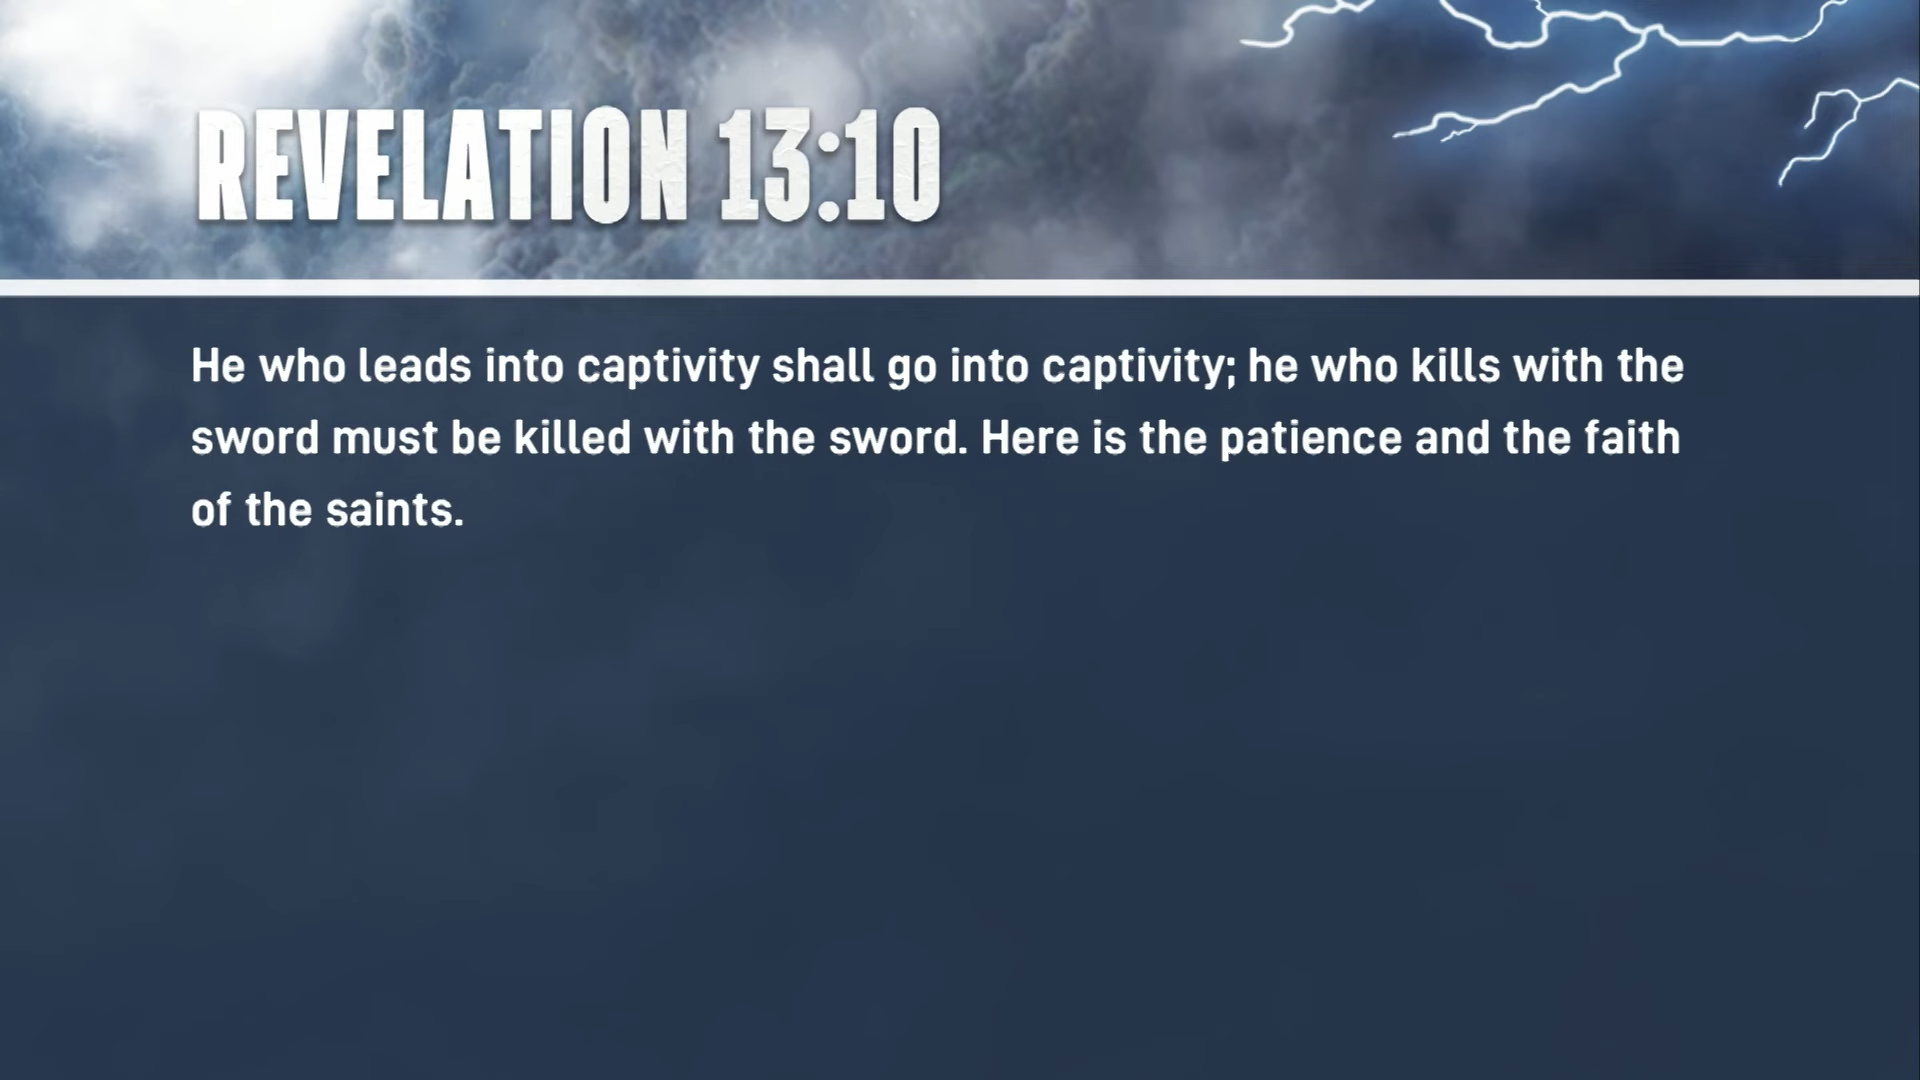 REVELATION 13:10
He who leads into captivity shall go into captivity; he who kills with the
sword must be killed with the sword. Here is the patience and the faith
of the saints.